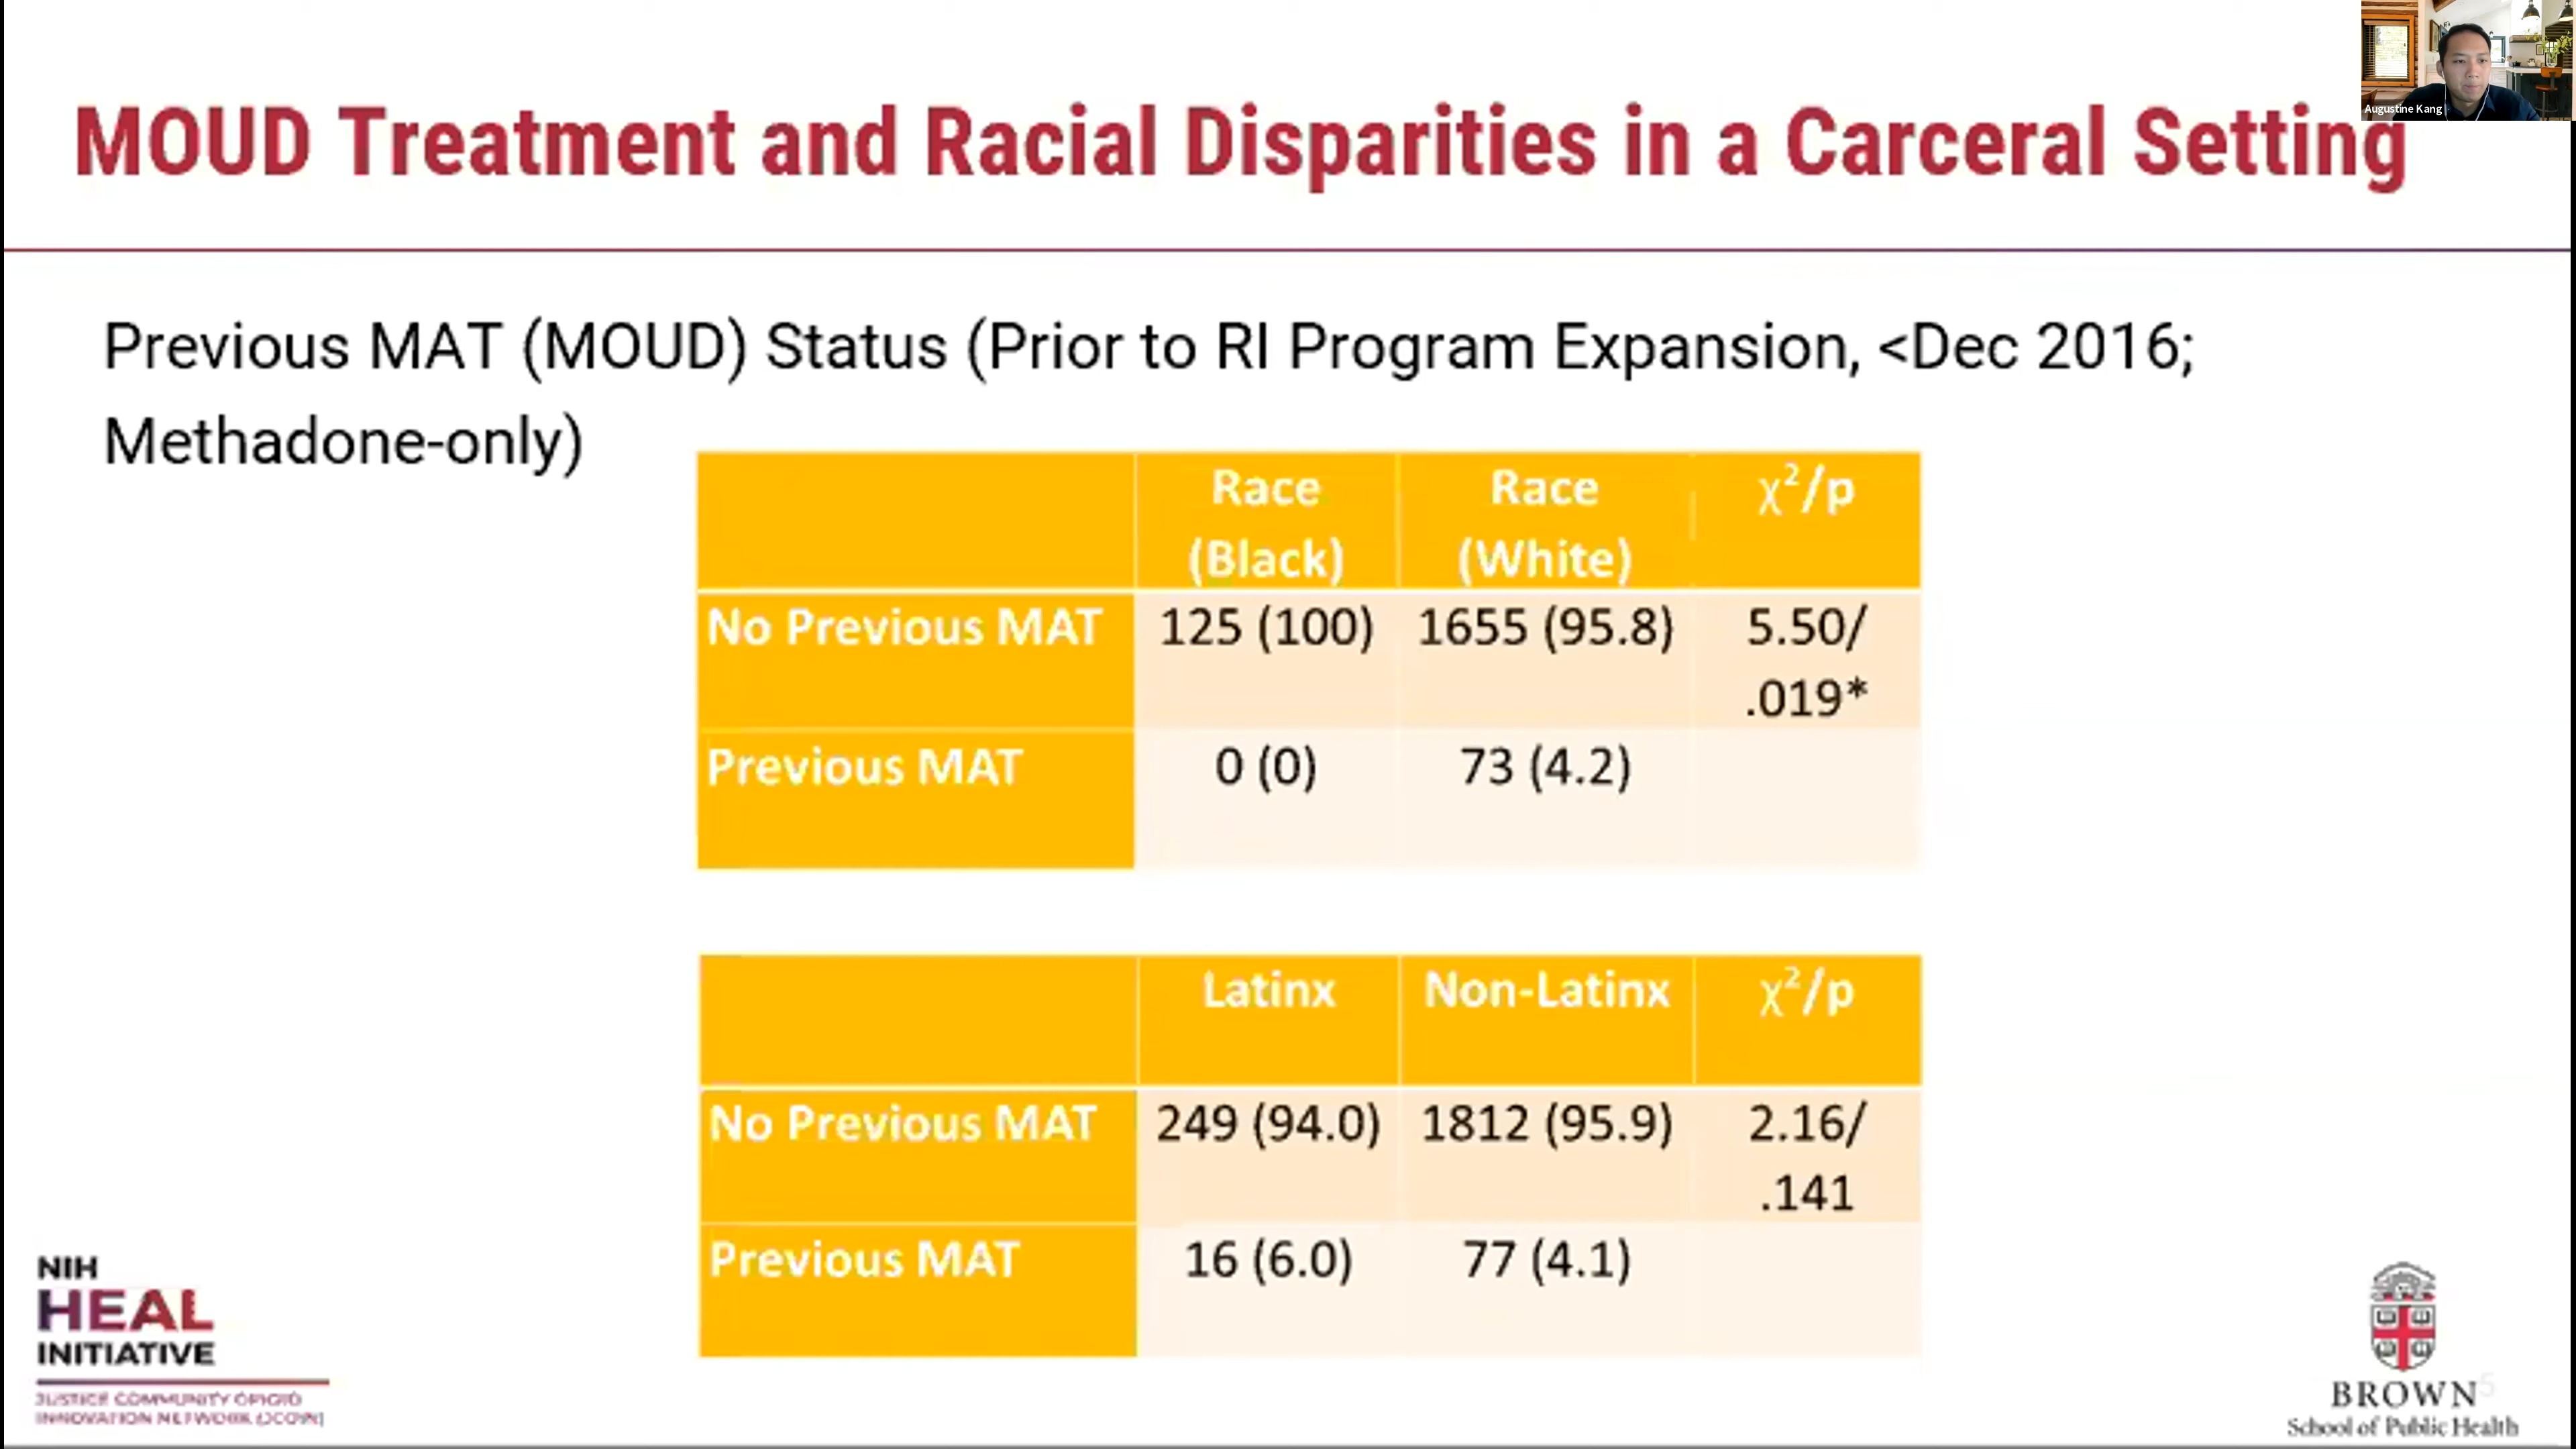 Augustine Kang
MOUD Treatment and Racial Disparities in a Carceral Setting
Previous MAT (MOUD) Status (Prior to RI Program Expansion, <Dec 2016;
Methadone-only)
Race (Black) Race (White) χ²/p
No Previous MAT 125 (100) 1655 (95.8) 5.50/ .019*
Previous MAT 0 (0) 73 (4.2)
Latinx Non-Latinx χ²/p
No Previous MAT 249 (94.0) 1812 (95.9) 2.16/ .141
Previous MAT 16 (6.0) 77 (4.1)
NIH
HEAL
INITIATIVE
JUSTICE COMMUNITY OPIOID
INNOVATION NETWORK (JCOIN)
5
BROWN
School of Public Health